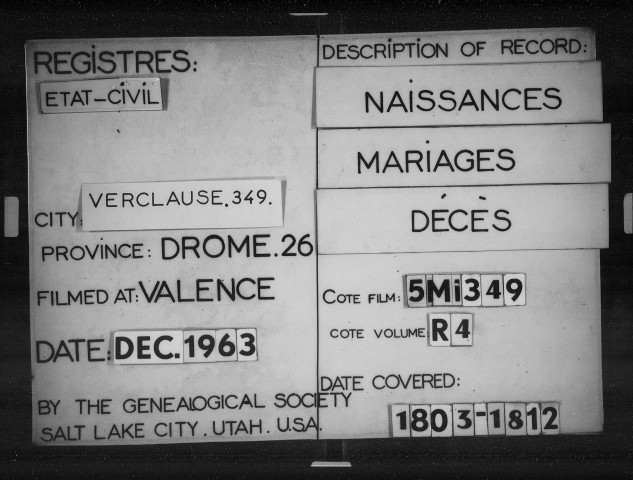 REGISTRES:
ETAT-CIVIL
CITY: VERCLAUSE.349.
PROVINCE: DROME.26
FILMED AT: VALENCE
DATE: DEC.1963
BY THE GENEALOGICAL SOCIETY
SALT LAKE CITY. UTAH. U.S.A.
DESCRIPTION OF RECORD:
NAISSANCES
MARIAGES
DÉCÈS
COTE FILM: 5Mi349
COTE VOLUME R4
DATE COVERED:
1803-1812